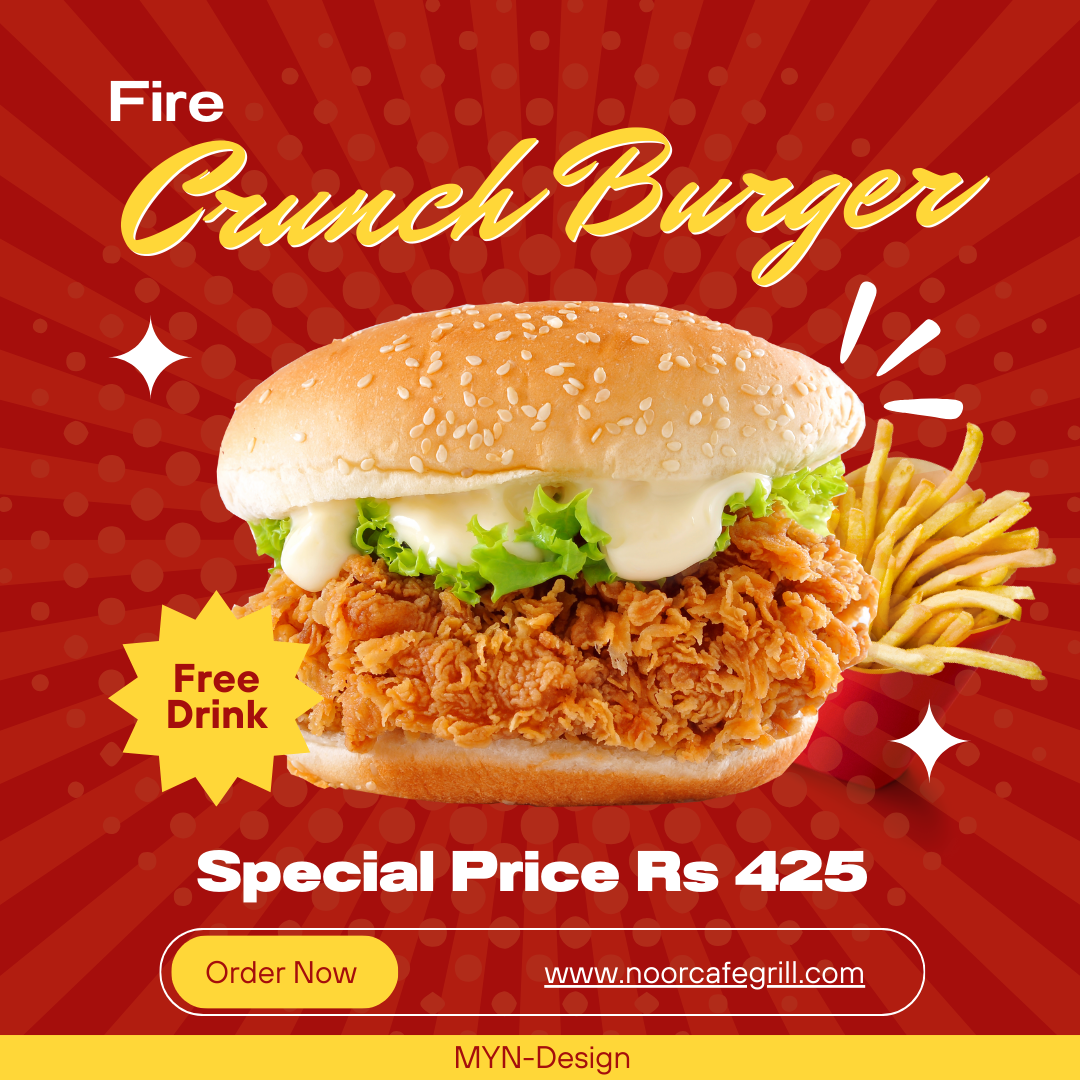 Fire
Crunch Burger
Free
Drink
Special Price Rs 425
Order Now
www.noorcafegrill.com
MYN-Design